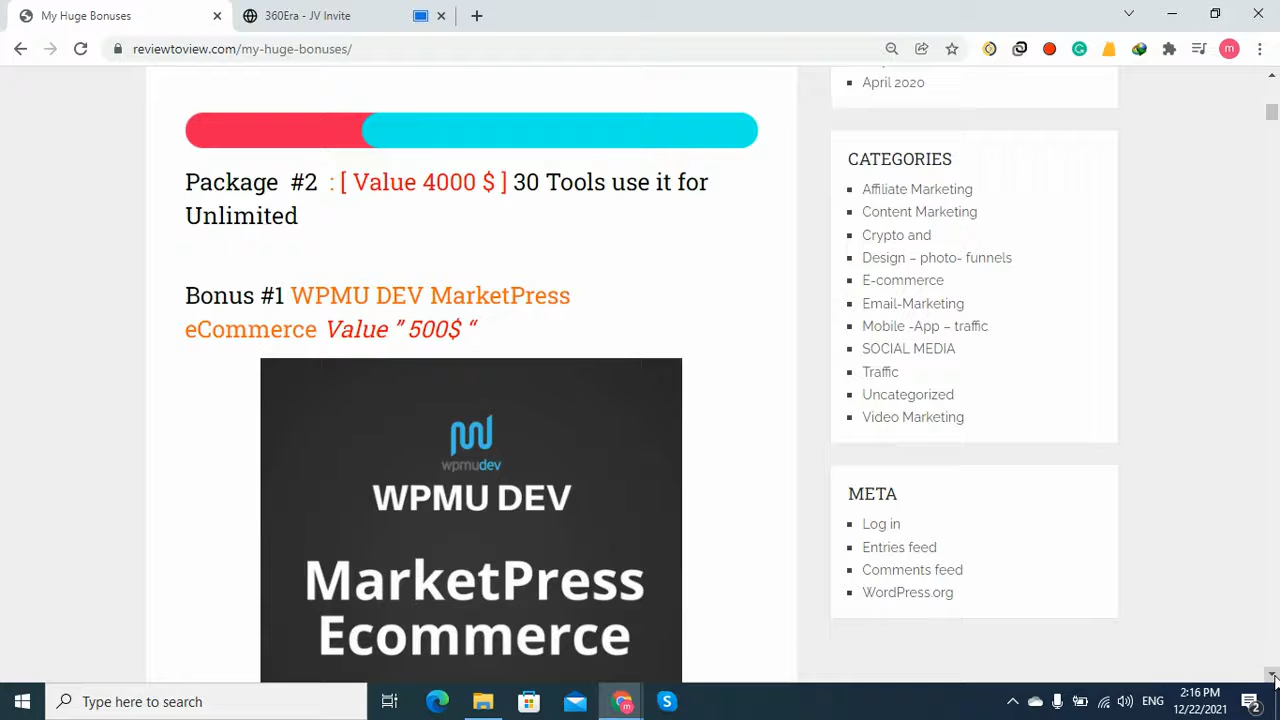 My Huge Bonuses
360Era - JV Invite
reviewtoview.com/my-huge-bonuses/
April 2020
Package #2 : [ Value 4000 $ ] 30 Tools use it for
Unlimited
Bonus #1 WPMU DEV MarketPress
eCommerce Value ” 500$ “
wpmudev
WPMU DEV
MarketPress
Ecommerce
CATEGORIES
Affiliate Marketing
Content Marketing
Crypto and
Design – photo- funnels
E-commerce
Email-Marketing
Mobile -App – traffic
SOCIAL MEDIA
Traffic
Uncategorized
Video Marketing
META
Log in
Entries feed
Comments feed
WordPress.org
Type here to search
ENG
2:16 PM
12/22/2021
2